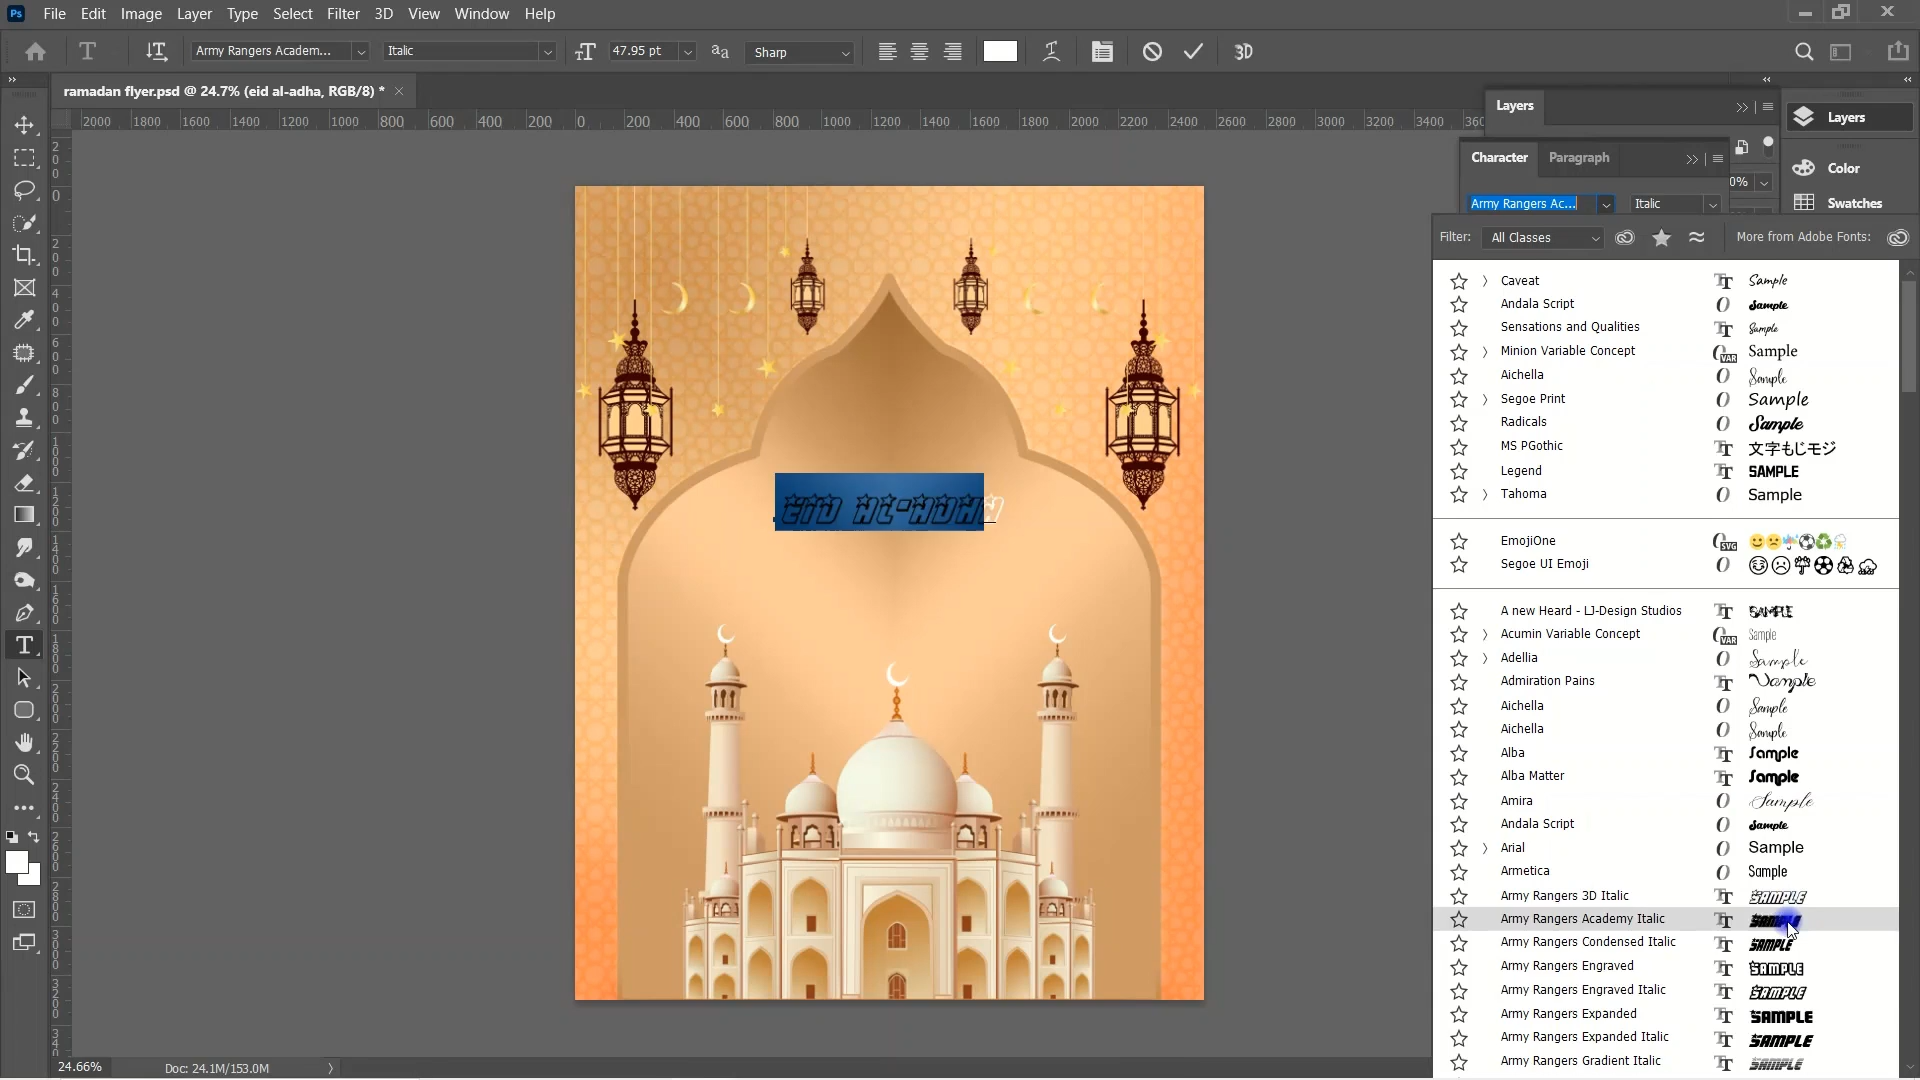 Ps File Edit Image Layer Type Select Filter 3D View Window Help
Army Rangers Academ... Italic 47.95 pt aa Sharp 3D
ramadan flyer.psd @ 24.7% (eid al-adha, RGB/8) *
2000 1800 1600 1400 1200 1000 800 600 400 200 0 200 400 600 800 1000 1200 1400 1600 1800 2000 2200 2400 2600 2800 3000 3200 3400
Layers
Layers
Character Paragraph
Color
0%
Army Rangers Ac... Italic
Swatches
Filter: All Classes More from Adobe Fonts:
EID AL-ADHA
Caveat Sample
Andala Script Sample
Sensations and Qualities Sample
Minion Variable Concept Sample
Aichella Sample
Segoe Print Sample
Radicals Sample
MS PGothic 文字もじモジ
Legend SAMPLE
Tahoma Sample
EmojiOne
Segoe UI Emoji
A new Heard - LJ-Design Studios SAMPLE
Acumin Variable Concept Sample
Adellia Sample
Admiration Pains Sample
Aichella Sample
Aichella Sample
Alba Sample
Alba Matter Sample
Amira Sample
Andala Script Sample
Arial Sample
Armetica Sample
Army Rangers 3D Italic SAMPLE
Army Rangers Academy Italic SAMPLE
Army Rangers Condensed Italic SAMPLE
Army Rangers Engraved SAMPLE
Army Rangers Engraved Italic SAMPLE
Army Rangers Expanded SAMPLE
Army Rangers Expanded Italic SAMPLE
Army Rangers Gradient Italic SAMPLE
24.66% Doc: 24.1M/153.0M